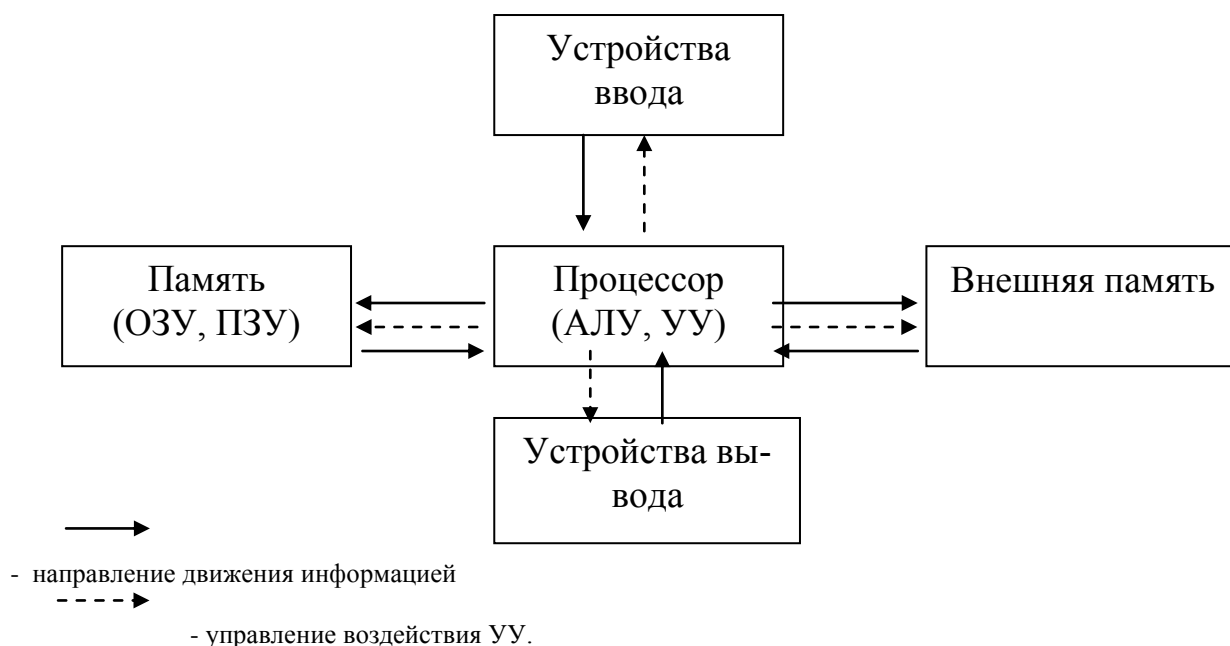 Устройства
ввода
Память
(ОЗУ, ПЗУ)
Процессор
(АЛУ, УУ)
Внешняя память
Устройства вы-
вода
- направление движения информацией
- управление воздействия УУ.